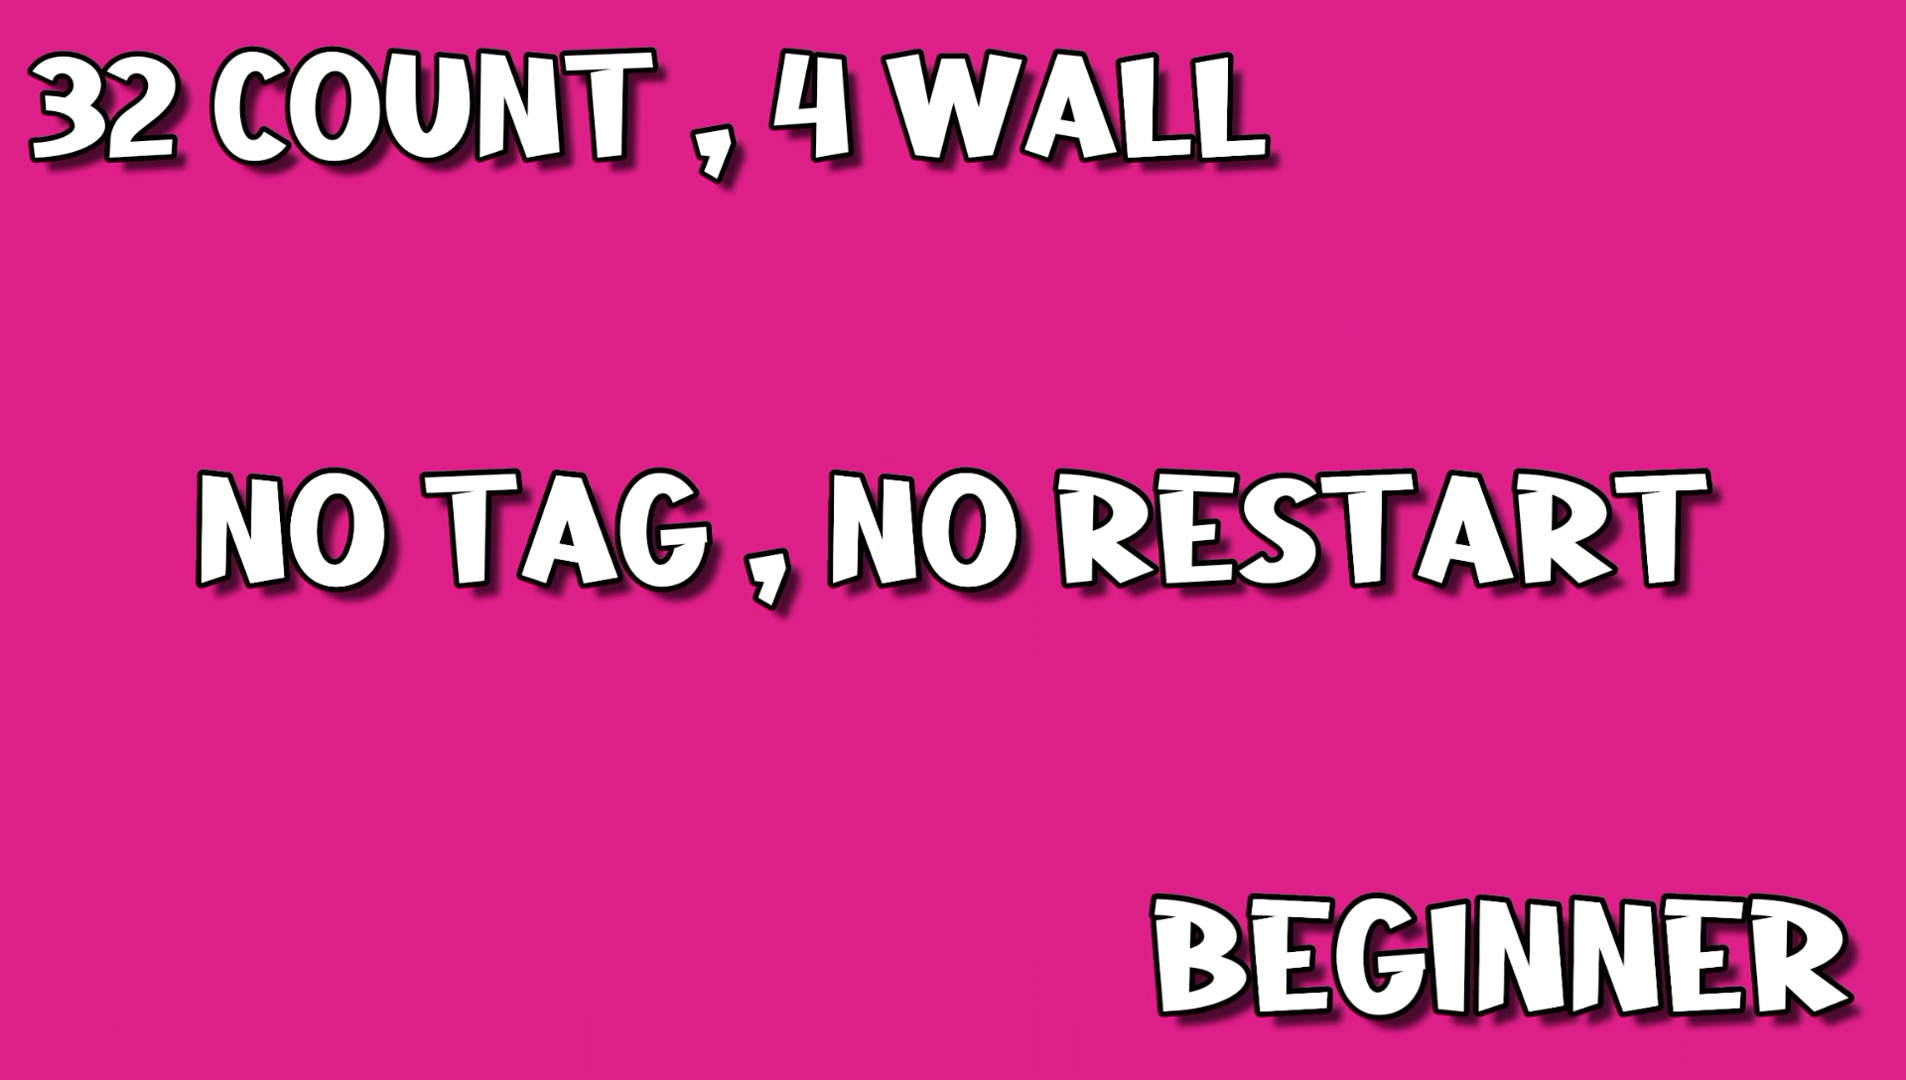 32 COUNT , 4 WALL
NO TAG , NO RESTART
BEGINNER